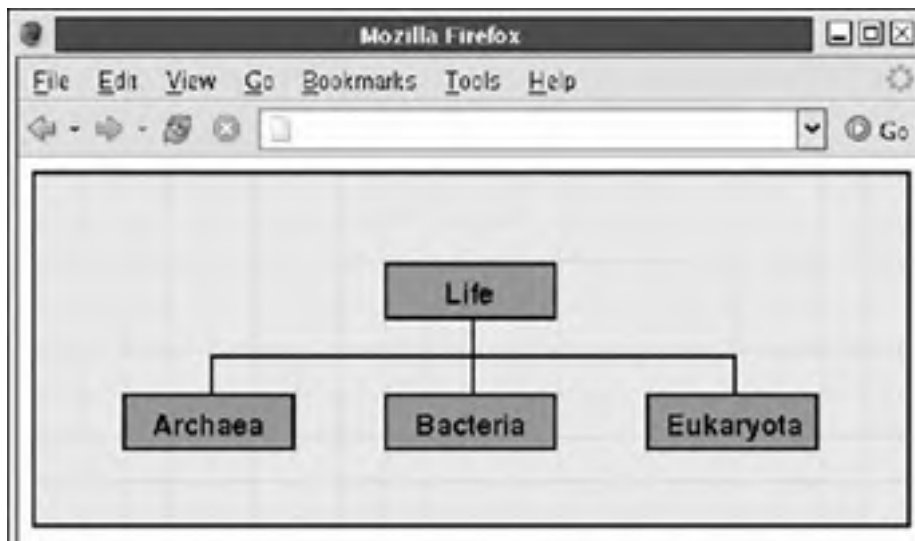 Mozilla Firefox
File Edit View Go Bookmarks Tools Help
Go
Life
Archaea Bacteria Eukaryota